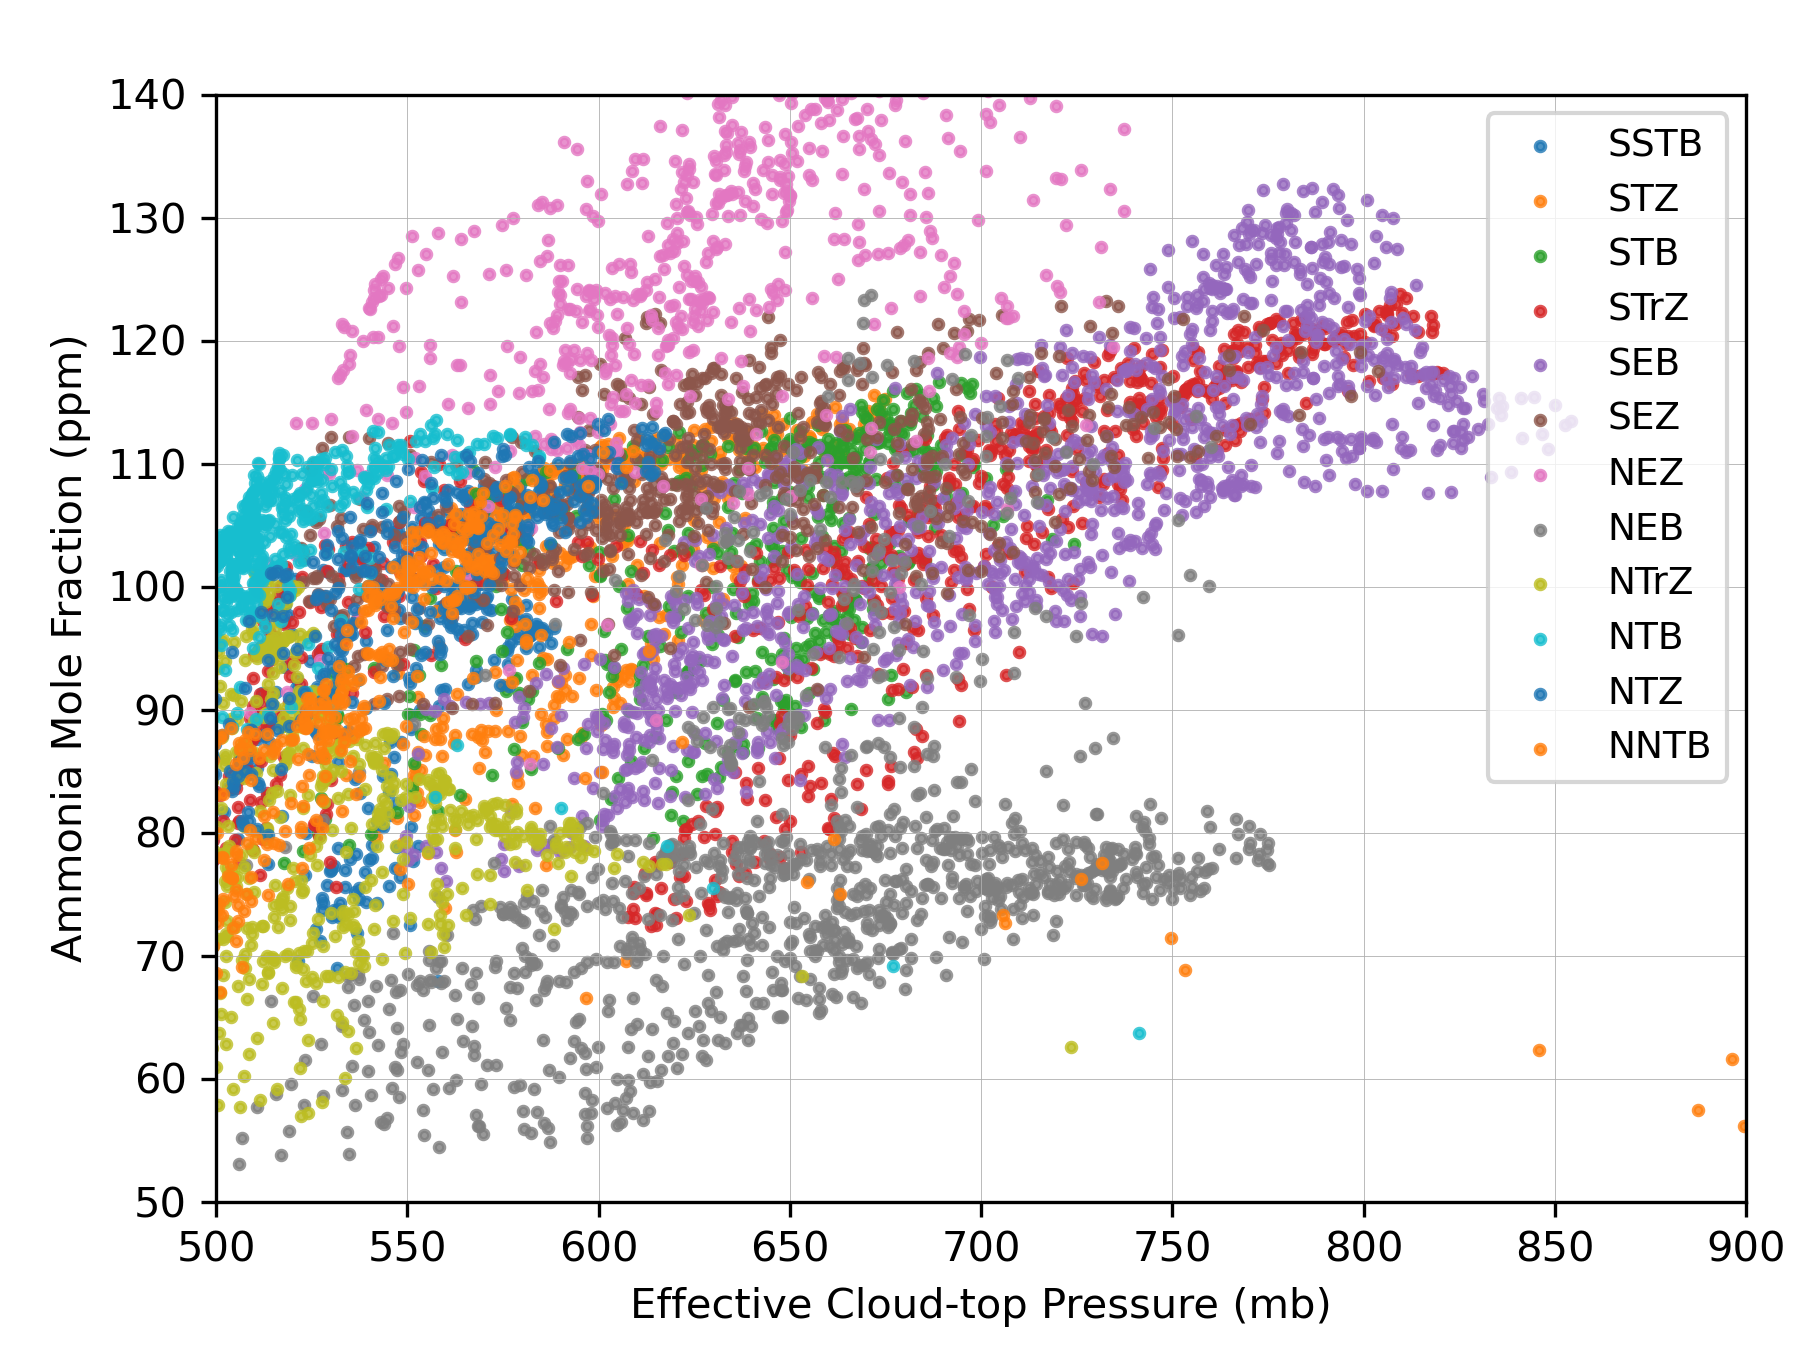 140
130
120
110
100
90
80
70
60
50
Ammonia Mole Fraction (ppm)
500
550
600
650
700
750
800
850
900
Effective Cloud-top Pressure (mb)
SSTB
STZ
STB
STrZ
SEB
SEZ
NEZ
NEB
NTrZ
NTB
NTZ
NNTB